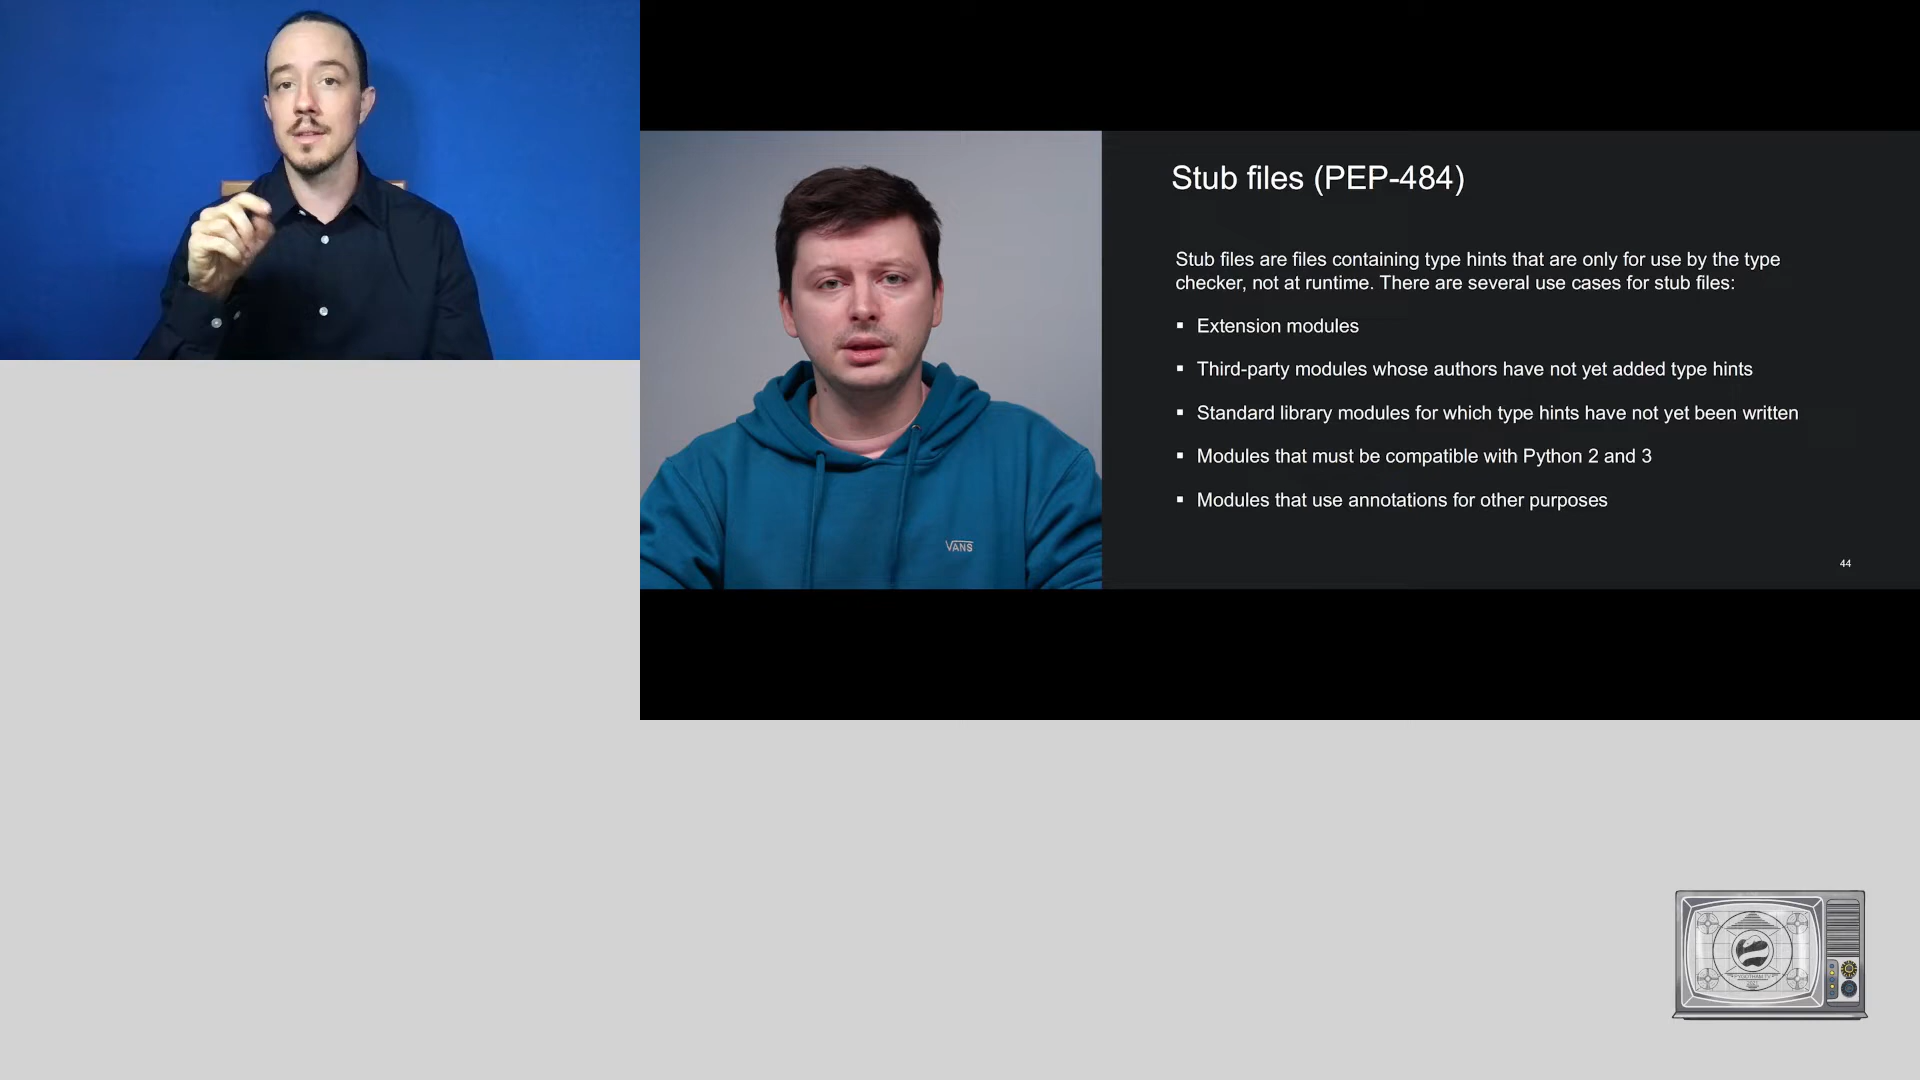 Stub files (PEP-484)
Stub files are files containing type hints that are only for use by the type
checker, not at runtime. There are several use cases for stub files:
▪ Extension modules
▪ Third-party modules whose authors have not yet added type hints
▪ Standard library modules for which type hints have not yet been written
▪ Modules that must be compatible with Python 2 and 3
▪ Modules that use annotations for other purposes
VANS
44